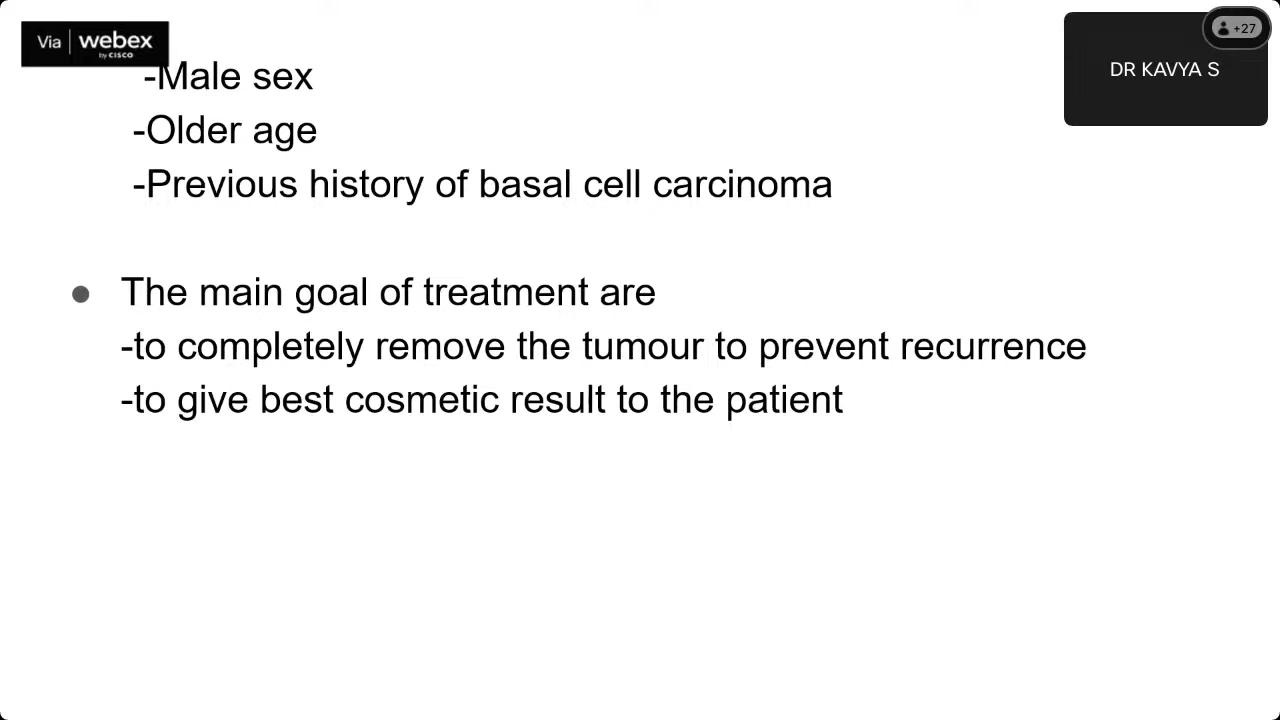 Via webex
by CISCO
+27
DR KAVYA S
-Male sex
-Older age
-Previous history of basal cell carcinoma
● The main goal of treatment are
-to completely remove the tumour to prevent recurrence
-to give best cosmetic result to the patient